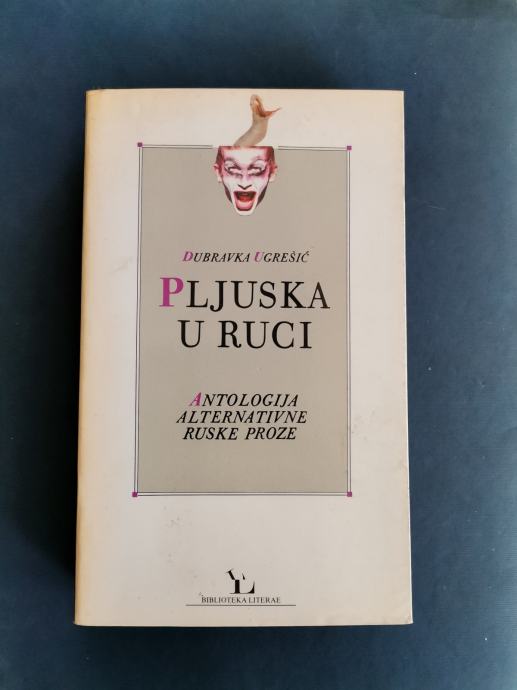 DUBRAVKA UGREŠIĆ
PLJUSKA
U RUCI
ANTOLOGIJA
ALTERNATIVNE
RUSKE PROZE
BIBLIOTEKA LITERAE